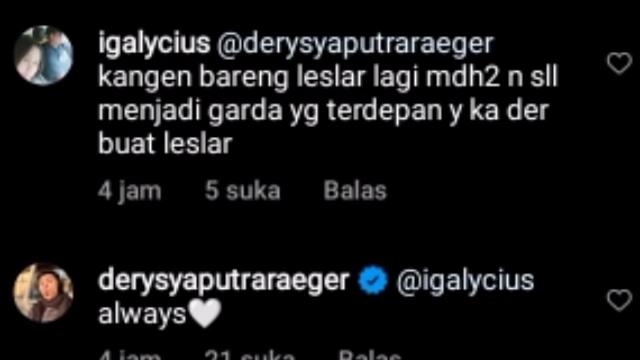 igalycius @derysyaputraraeger
kangen bareng leslar lagi mdh2 n sll
menjadi garda yg terdepan y ka der
buat leslar
4 jam 5 suka Balas
derysyaputraraeger @igalycius
always🤍
4 jam 21 suka Balas